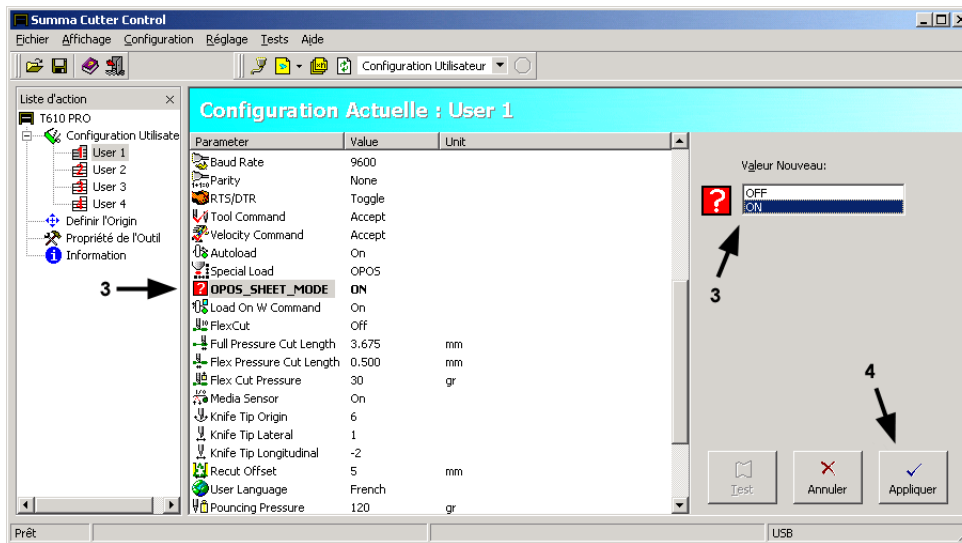 Summa Cutter Control
Fichier Affichage Configuration Réglage Tests Aide
Configuration Utilisateur
Liste d'action
T610 PRO
Configuration Utilisate
User 1
User 2
User 3
User 4
Definir l'Origin
Propriété de l'Outil
Information
3
Configuration Actuelle : User 1
Parameter Value Unit
Baud Rate 9600
Parity None
RTS/DTR Toggle
Tool Command Accept
Velocity Command Accept
Autoload On
Special Load OPOS
OPOS_SHEET_MODE ON
Load On W Command On
FlexCut Off
Full Pressure Cut Length 3.675 mm
Flex Pressure Cut Length 0.500 mm
Flex Cut Pressure 30 gr
Media Sensor On
Knife Tip Origin 6
Knife Tip Lateral 1
Knife Tip Longitudinal -2
Recut Offset 5 mm
User Language French
Pouncing Pressure 120 gr
Valeur Nouveau:
OFF
ON
3
4
Test Annuler Appliquer
Prêt USB